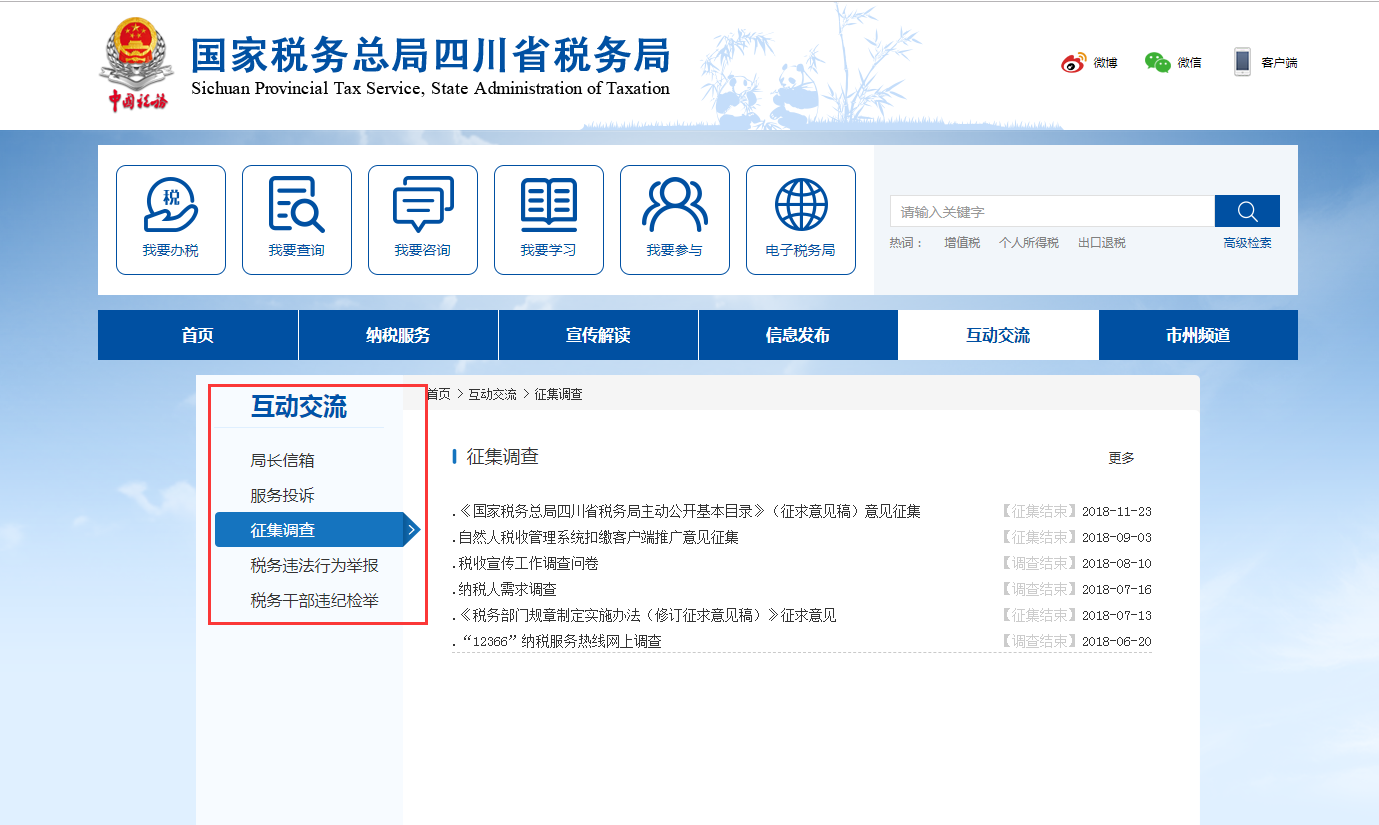 国家税务总局四川省税务局
Sichuan Provincial Tax Service, State Administration of Taxation
中国税务
微博 微信 客户端
税
我要办税 我要查询 我要咨询 我要学习 我要参与 电子税务局
请输入关键字
热词： 增值税 个人所得税 出口退税 高级检索
首页 纳税服务 宣传解读 信息发布 互动交流 市州频道
互动交流
局长信箱
服务投诉
征集调查
税务违法行为举报
税务干部违纪检举
首页 > 互动交流 > 征集调查
征集调查 更多
.《国家税务总局四川省税务局主动公开基本目录》（征求意见稿）意见征集 【征集结束】2018-11-23
.自然人税收管理系统扣缴客户端推广意见征集 【征集结束】2018-09-03
.税收宣传工作调查问卷 【调查结束】2018-08-10
.纳税人需求调查 【调查结束】2018-07-16
.《税务部门规章制定实施办法（修订征求意见稿）》征求意见 【征集结束】2018-07-13
.“12366”纳税服务热线网上调查 【调查结束】2018-06-20